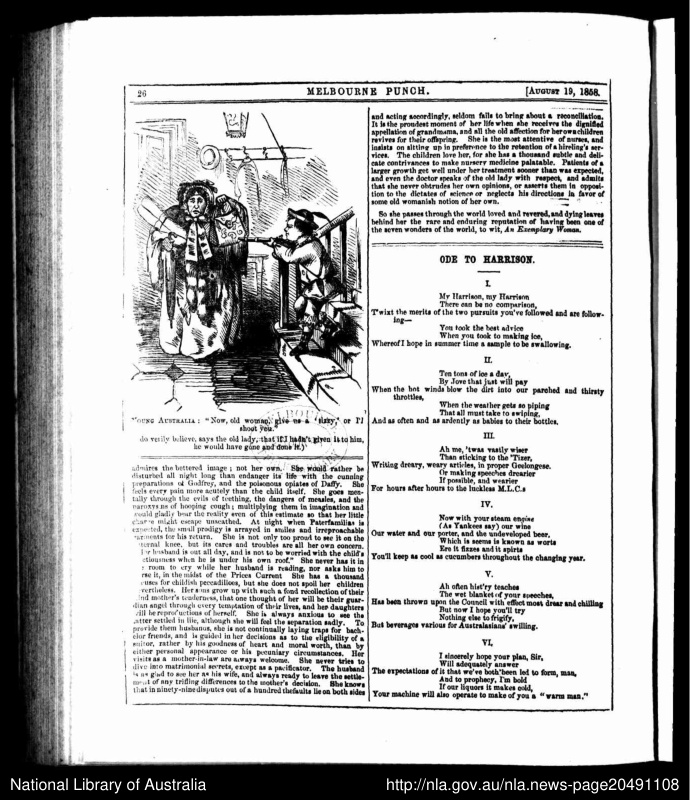 26
MELBOURNE PUNCH.
[AUGUST 19, 1858.
YOUNG AUSTRALIA: "Now, old woman, give us a 'sixzy,' or I'll
shoot you."
do verily believe, says the old lady, that if I hadn't given it to him,
he would have gone and done it.)
admires the bettered image; not her own. She would rather be
disturbed all night long than endanger its life with the cunning
preparations of Godfrey, and the poisonous opiates of Daffy. She
feels every pain more acutely than the child itself. She goes men-
tally through the evils of teething, the dangers of measles, and the
paroxysms of hooping cough; multiplying them in imagination and
would gladly bear the reality even of this estimate so that her little
charge might escape unscathed. At night when Paterfamilias is
expected, the small prodigy is arrayed in smiles and irreproachable
garments for his return. She is not only too proud to see it on the
knee, but its cares and troubles are all her own concern.
her husband is out all day, and is not to be worried with the child's
when he is under his own roof." She never has it in
room to cry while her husband is reading, nor asks him to
it, in the midst of the Prices Current She has a thousand
for childish peccadilloes, but she does not spoil her children
nevertheless. Her sons grow up with such a fond recollection of their
kind mother's tenderness, that one thought of her will be their guar-
dian angel through every temptation of their lives, and her daughters
will be reproductions of herself. She is always anxious to see the
latter settled in life, although she will feel the separation sadly. To
provide them husbands, she is not continually laying traps for bach-
elor friends, and is guided in her decisions as to the eligibility of a
suitor, rather by his goodness of heart and moral worth, than by
either personal appearance or his pecuniary circumstances. Her
visits as a mother-in-law are always welcome. She never tries to
dive into matrimonial secrets, except as a pacificator. The husband
is as glad to see her as his wife, and always ready to leave the settle-
ment of any trifling differences to the mother's decision. She knows
that in ninety-nine disputes out of a hundred the faults lie on both sides
and acting accordingly, seldom fails to bring about a reconciliation.
It is the proudest moment of her life when she receives the dignified
appellation of grandmama, and all the old affection for her own children
revives for their offspring. She is the most attentive of nurses, and
insists on sitting up in preference to the retention of a hireling's ser-
vices. The children love her, for she has a thousand subtle and deli-
cate contrivances to make nursery medicine palatable. Patients of a
larger growth get well under her treatment sooner than was expected,
and even the doctor speaks of the old lady with respect, and admits
that she never obtrudes her own opinions, or asserts them in opposi-
tion to the dictates of science or neglects his directions in favor of
some old womanish notion of her own.
So she passes through the world loved and revered, and dying leaves
behind her the rare and enduring reputation of having been one of
the seven wonders of the world, to wit, An Exemplary Woman.
ODE TO HARRISON.
I.
My Harrison, my Harrison
There can be no comparison,
Twixt the merits of the two pursuits you've followed and are follow-
ing—
You took the best advice
When you took to making ice,
Whereof I hope in summer time a sample to be swallowing.
II.
Ten tons of ice a day,
By Jove that just will pay
When the hot winds blow the dirt into our parched and thirsty
throttles,
When the weather gets so piping
That all must take to swiping,
And as often and as ardently as babies to their bottles.
III.
Ah me, 'twas vastly wiser
Than sticking to the 'Tizer,
Writing dreary, weary articles, in proper Geelongese.
Or making speeches drearier
If possible, and wearier
For hours after hours to the luckless M.L.C.s
IV.
Now with your steam engine
(As Yankees say) our wine
Our water and our porter, and the undeveloped beer,
Which in seems is known as worts
Ere it fizzes and it spirts
You'll keep as cool as cucumbers throughout the changing year.
V.
Ah often hist'ry teaches
The wet blanket of your speeches,
Has been thrown upon the Council with effect most drear and chilling
But now I hope you'll try
Nothing else to frigify,
But beverages various for Australasians' swilling.
VI,
I sincerely hope your plan, Sir,
Will adequately answer
The expectations of it that we've both been led to form, man,
And to prophecy, I'm bold
If our liquors it makes cold,
Your machine will also operate to make of you a "warm man."
National Library of Australia
http://nla.gov.au/nla.news-page20491108